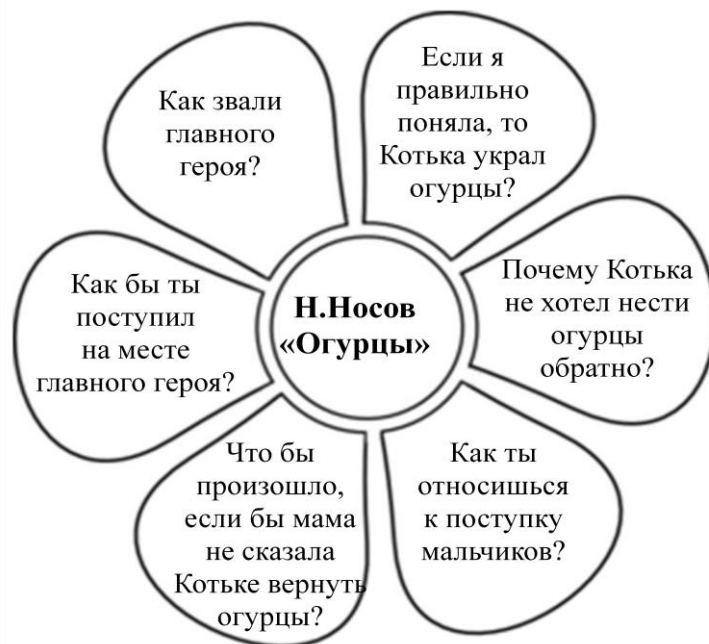 Как звали
главного
героя?
Если я
правильно
поняла, то
Котька украл
огурцы?
Почему Котька
не хотел нести
огурцы
обратно?
Как ты
относишься
к поступку
мальчиков?
Что бы
произошло,
если бы мама
не сказала
Котьке вернуть
огурцы?
Как бы ты
поступил
на месте
главного героя?
Н.Носов
«Огурцы»